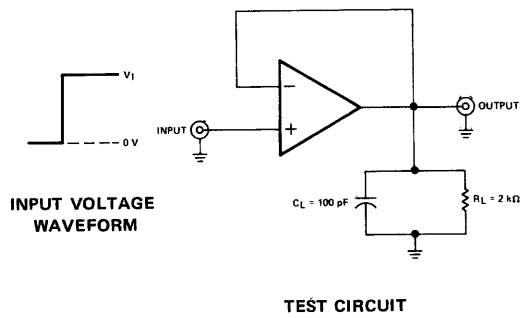 V1
0 V
INPUT VOLTAGE
WAVEFORM
−
+
INPUT
OUTPUT
CL = 100 pF
RL = 2 kΩ
TEST CIRCUIT